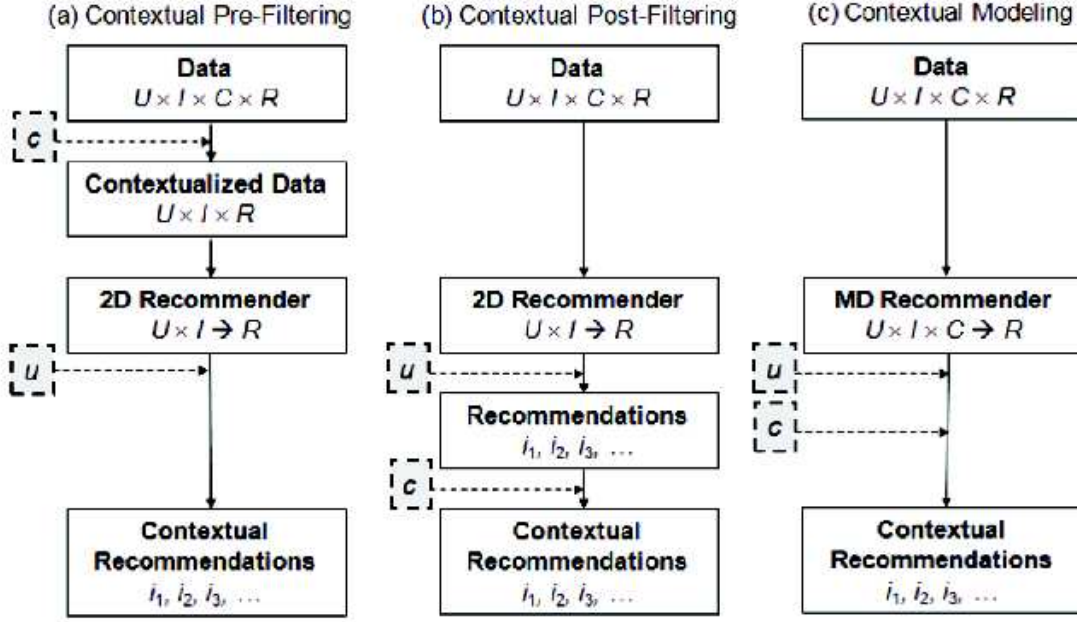 (a) Contextual Pre-Filtering
Data
U × I × C × R
c
Contextualized Data
U × I × R
2D Recommender
U × I → R
u
Contextual
Recommendations
i₁, i₂, i₃, …
(b) Contextual Post-Filtering
Data
U × I × C × R
2D Recommender
U × I → R
u
Recommendations
i₁, i₂, i₃, …
c
Contextual
Recommendations
i₁, i₂, i₃, …
(c) Contextual Modeling
Data
U × I × C × R
MD Recommender
U × I × C → R
u
c
Contextual
Recommendations
i₁, i₂, i₃, …